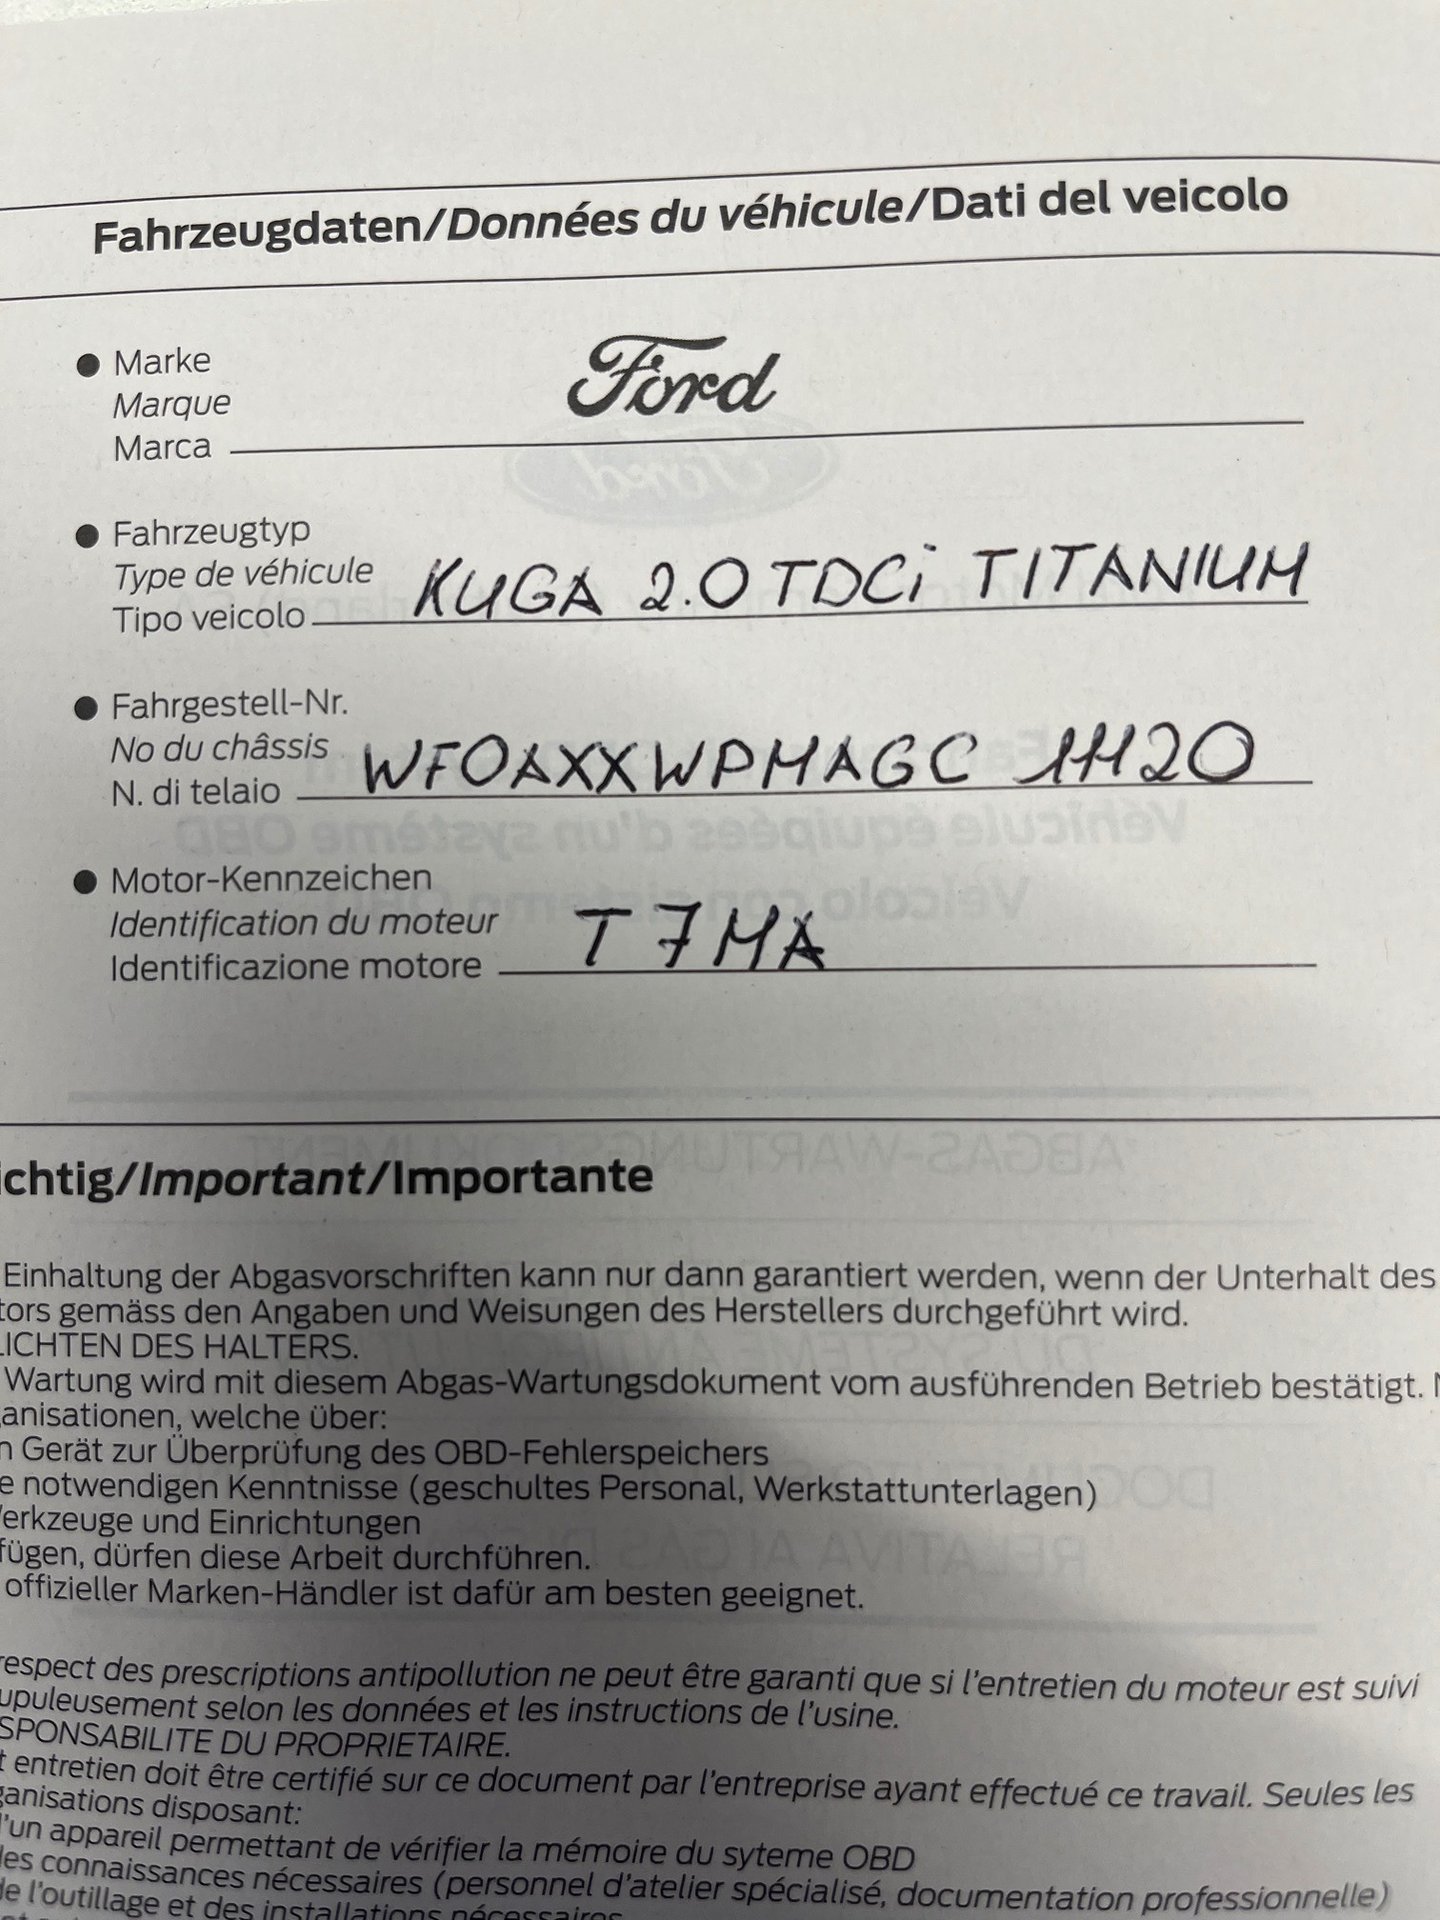 Fahrzeugdaten/Données du véhicule/Dati del veicolo
● Marke
Marque
Marca
Ford
● Fahrzeugtyp
Type de véhicule
Tipo veicolo
KUGA 2.0 TDCi TITANIUM
● Fahrgestell-Nr.
No du châssis
N. di telaio
WFOAXXWPMAGC 11120
● Motor-Kennzeichen
Identification du moteur
Identificazione motore
T7MA
ichtig/Important/Importante
Einhaltung der Abgasvorschriften kann nur dann garantiert werden, wenn der Unterhalt des
tors gemäss den Angaben und Weisungen des Herstellers durchgeführt wird.
LICHTEN DES HALTERS.
Wartung wird mit diesem Abgas-Wartungsdokument vom ausführenden Betrieb bestätigt. N
anisationen, welche über:
n Gerät zur Überprüfung des OBD-Fehlerspeichers
e notwendigen Kenntnisse (geschultes Personal, Werkstattunterlagen)
erkzeuge und Einrichtungen
fügen, dürfen diese Arbeit durchführen.
offizieller Marken-Händler ist dafür am besten geeignet.
respect des prescriptions antipollution ne peut être garanti que si l'entretien du moteur est suivi
upuleusement selon les données et les instructions de l'usine.
SPONSABILITE DU PROPRIETAIRE.
t entretien doit être certifié sur ce document par l'entreprise ayant effectué ce travail. Seules les
ganisations disposant:
d'un appareil permettant de vérifier la mémoire du syteme OBD
les connaissances nécessaires (personnel d'atelier spécialisé, documentation professionnelle)
de l'outillage et des installations nécessaires